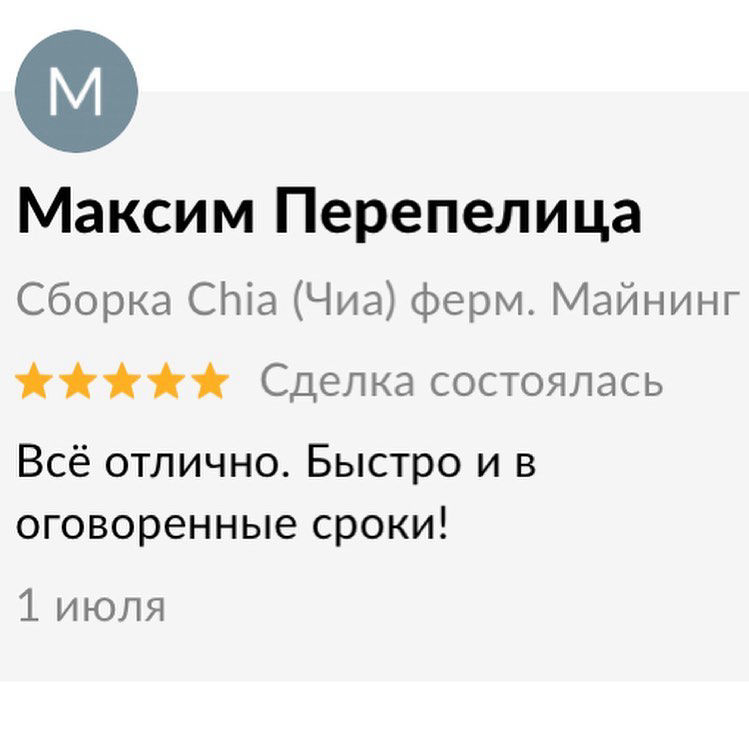 М
Максим Перепелица
Сборка Chia (Чиа) ферм. Майнинг
Сделка состоялась
Всё отлично. Быстро и в
оговоренные сроки!
1 июля